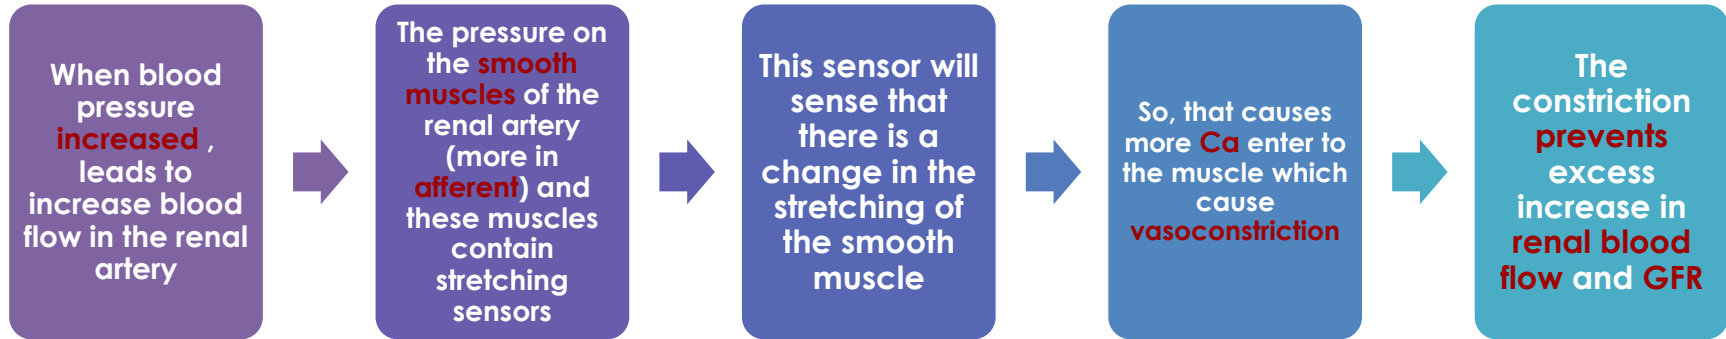 When blood
pressure
increased ,
leads to
increase blood
flow in the renal
artery
The pressure on
the smooth
muscles of the
renal artery
(more in
afferent) and
these muscles
contain
stretching
sensors
This sensor will
sense that
there is a
change in the
stretching of
the smooth
muscle
So, that causes
more Ca enter to
the muscle which
cause
vasoconstriction
The
constriction
prevents
excess
increase in
renal blood
flow and GFR